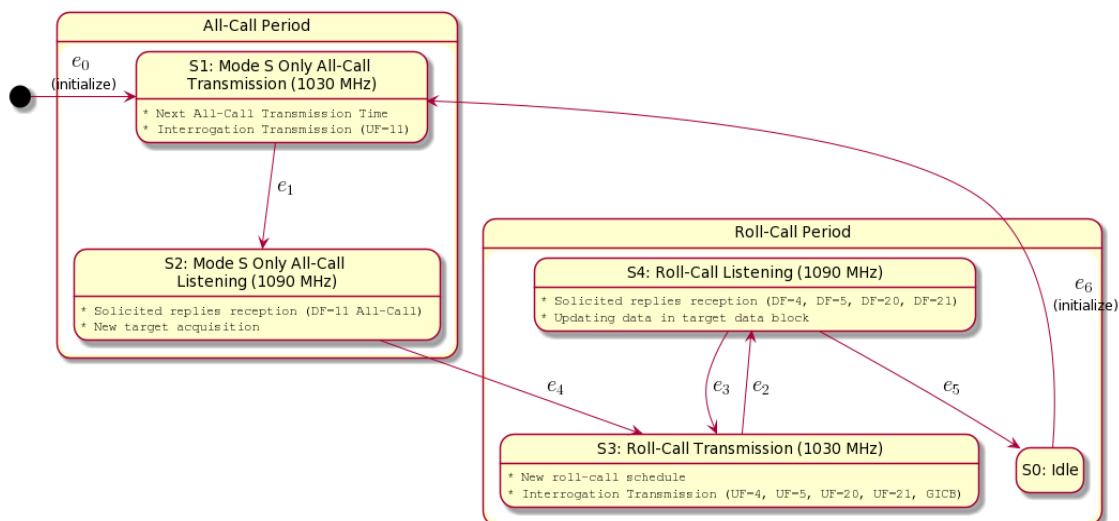 All-Call Period
e0
(initialize)
S1: Mode S Only All-Call
Transmission (1030 MHz)
* Next All-Call Transmission Time
* Interrogation Transmission (UF=11)
e1
S2: Mode S Only All-Call
Listening (1090 MHz)
* Solicited replies reception (DF=11 All-Call)
* New target acquisition
e4
Roll-Call Period
S4: Roll-Call Listening (1090 MHz)
* Solicited replies reception (DF=4, DF=5, DF=20, DF=21)
* Updating data in target data block
e6
(initialize)
e3
e2
e5
S3: Roll-Call Transmission (1030 MHz)
* New roll-call schedule
* Interrogation Transmission (UF=4, UF=5, UF=20, UF=21, GICB)
S0: Idle